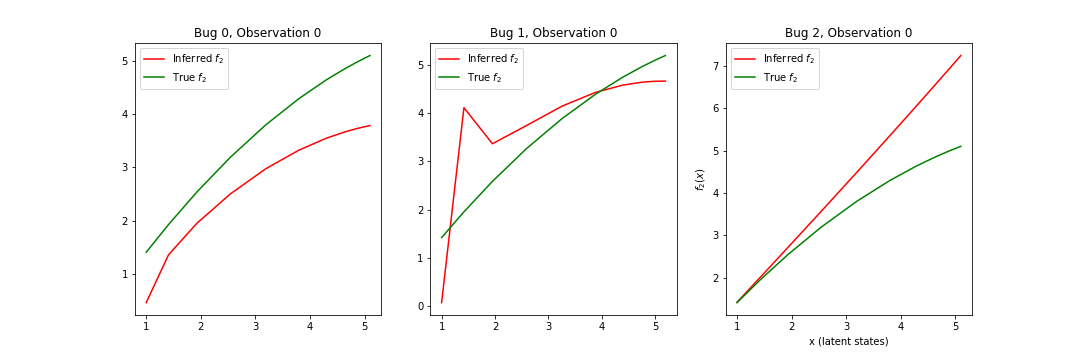 Bug 0, Observation 0
Inferred f₂
True f₂
5
4
3
2
1
1 2 3 4 5
Bug 1, Observation 0
Inferred f₂
True f₂
5
4
3
2
1
0
1 2 3 4 5
Bug 2, Observation 0
Inferred f₂
True f₂
f₂(x)
7
6
5
4
3
2
1 2 3 4 5
x (latent states)